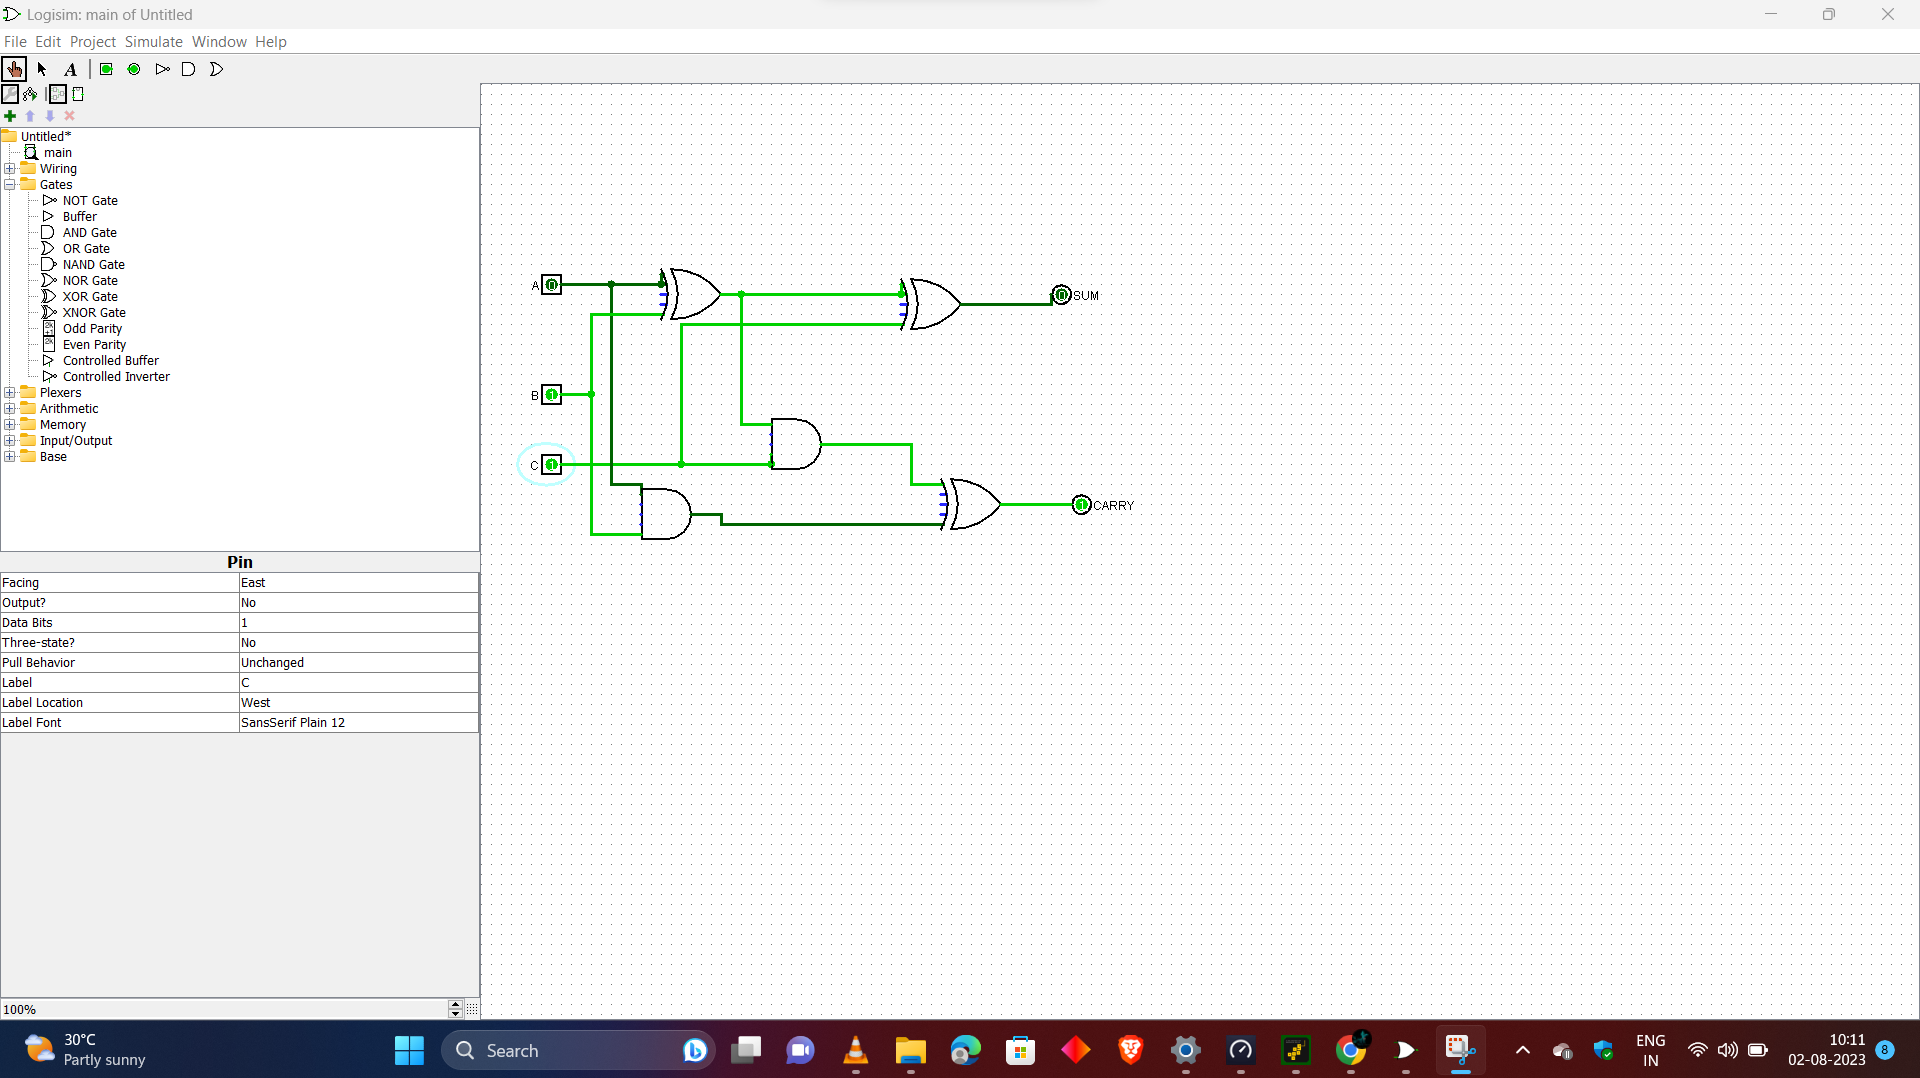 Logisim: main of Untitled
File Edit Project Simulate Window Help
A
Untitled*
main
Wiring
Gates
NOT Gate
Buffer
AND Gate
OR Gate
NAND Gate
NOR Gate
XOR Gate
XNOR Gate
Odd Parity
Even Parity
Controlled Buffer
Controlled Inverter
Plexers
Arithmetic
Memory
Input/Output
Base
Pin
Facing East
Output? No
Data Bits 1
Three-state? No
Pull Behavior Unchanged
Label C
Label Location West
Label Font SansSerif Plain 12
100%
A 0
SUM 0
B 1
C 1
CARRY 1
30°C
Partly sunny
Search
ENG
IN
10:11
02-08-2023
8